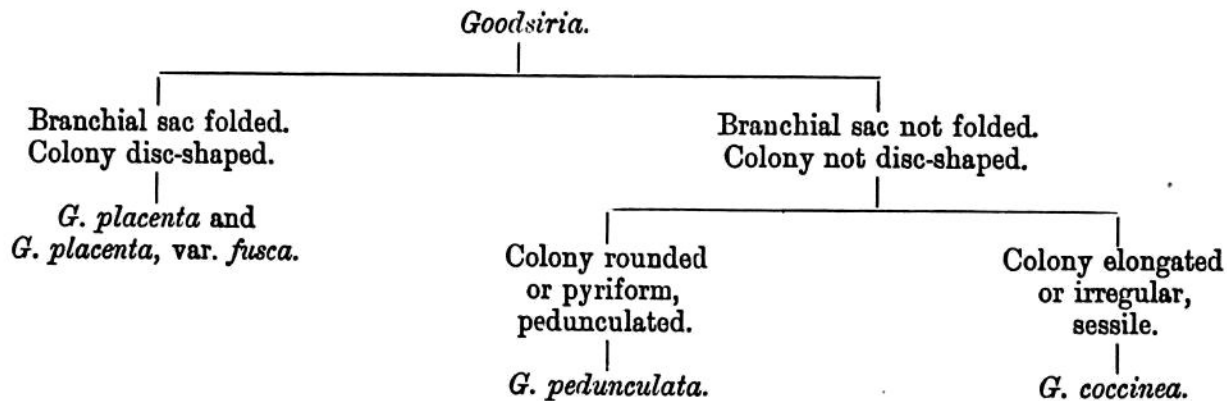 Goodsiria.
Branchial sac folded.
Colony disc-shaped.
G. placenta and
G. placenta, var. fusca.
Branchial sac not folded.
Colony not disc-shaped.
Colony rounded
or pyriform,
pedunculated.
G. pedunculata.
Colony elongated
or irregular,
sessile.
G. coccinea.